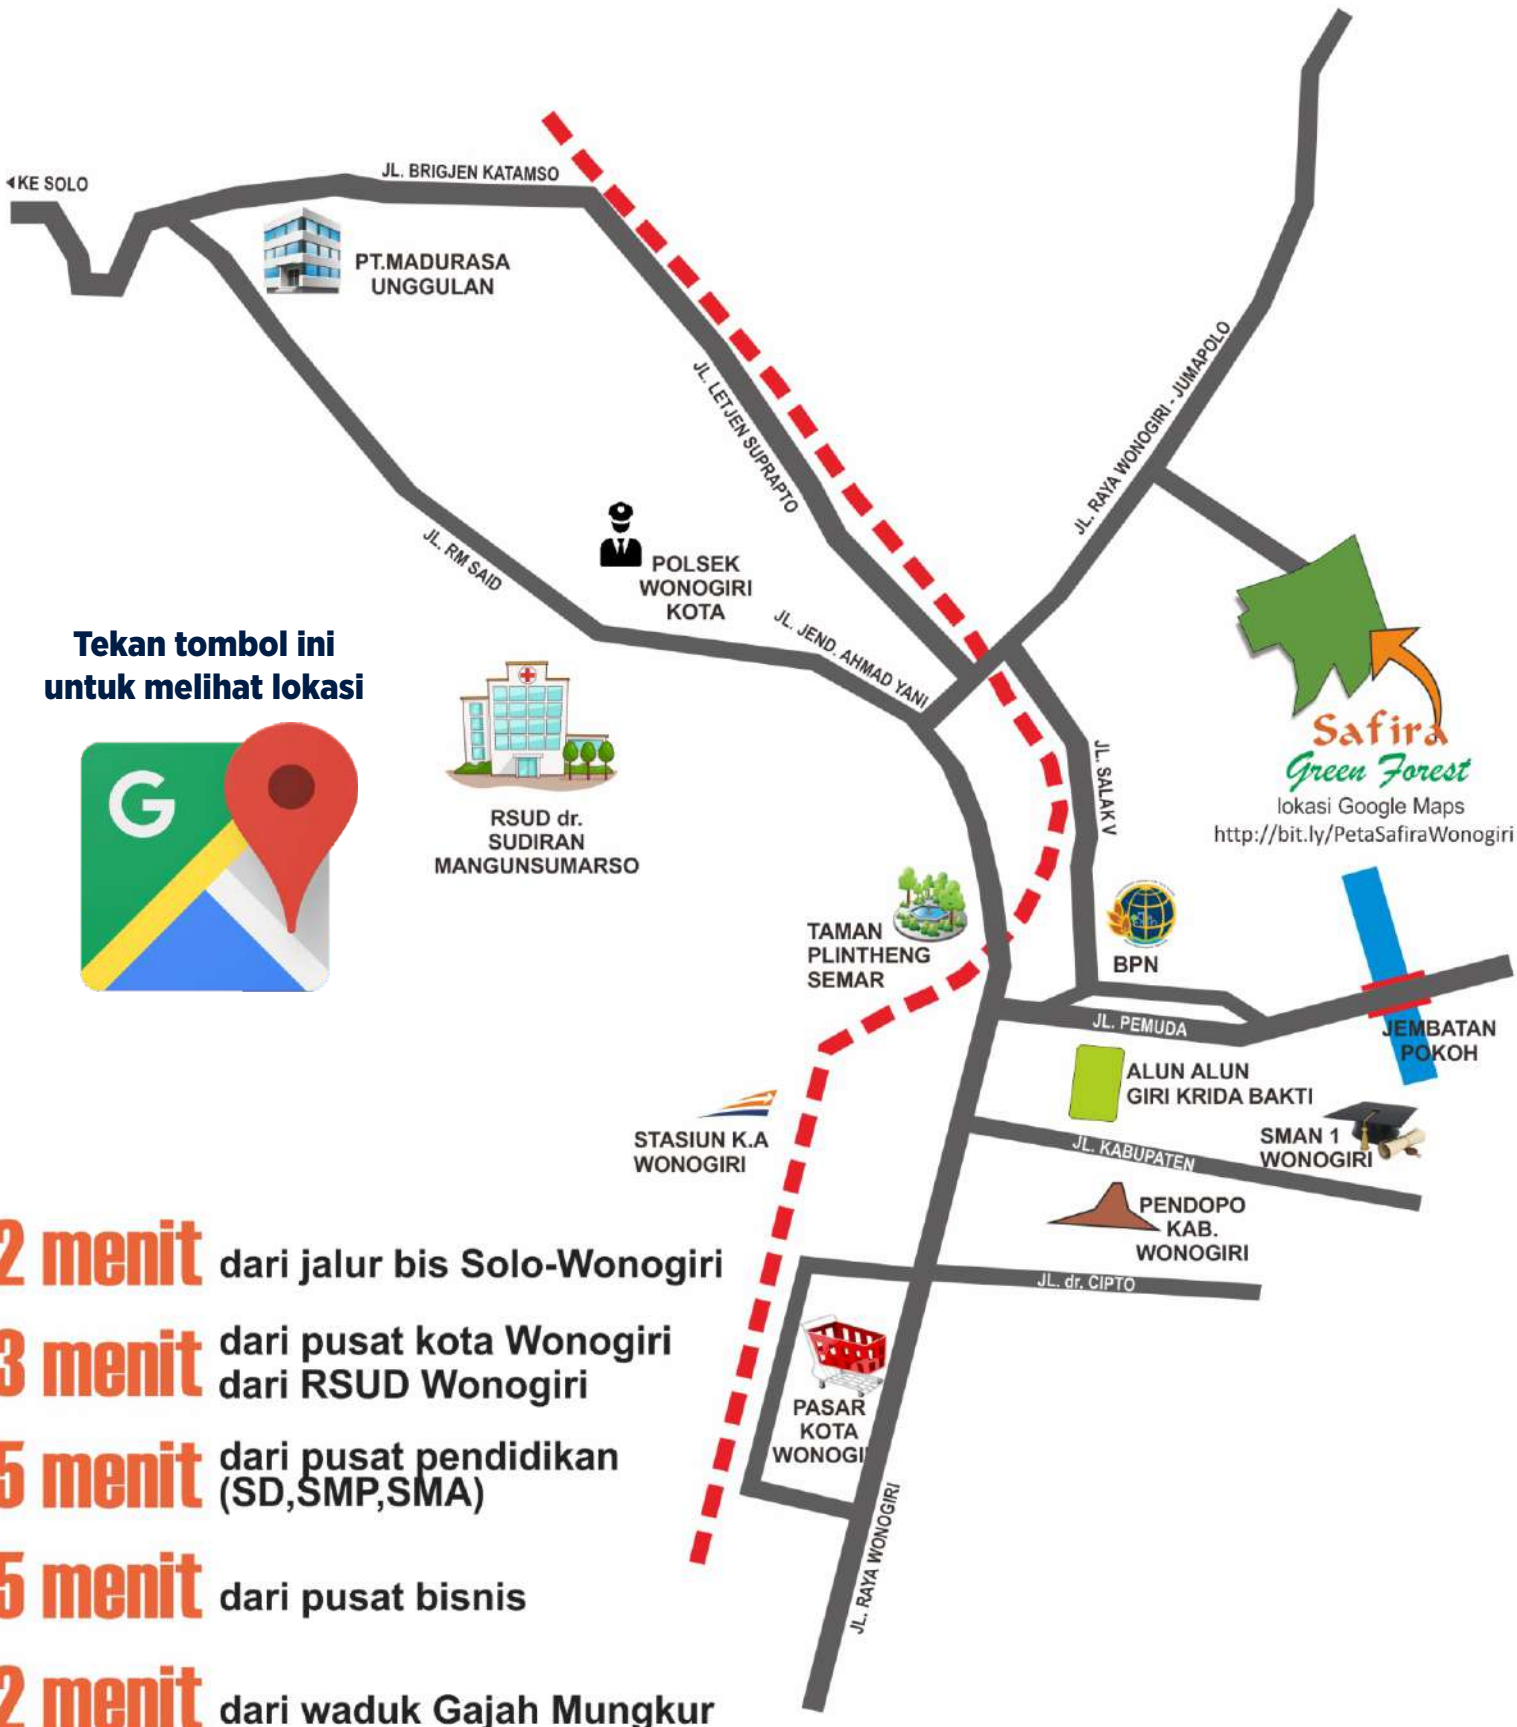 ◄KE SOLO
JL. BRIGJEN KATAMSO
PT.MADURASA
UNGGULAN
JL. LETJEN SUPRAPTO
JL. RAYA WONOGIRI - JUMAPOLO
JL. RM SAID
POLSEK
WONOGIRI
KOTA
JL. JEND. AHMAD YANI
Tekan tombol ini
untuk melihat lokasi
G
RSUD dr.
SUDIRAN
MANGUNSUMARSO
JL. SALAK V
Safira
Green Forest
lokasi Google Maps
http://bit.ly/PetaSafiraWonogiri
TAMAN
PLINTHENG
SEMAR
BPN
JL. PEMUDA
JEMBATAN
POKOH
ALUN ALUN
GIRI KRIDA BAKTI
STASIUN K.A
WONOGIRI
JL. KABUPATEN
SMAN 1
WONOGIRI
PENDOPO
KAB.
WONOGIRI
JL. dr. CIPTO
PASAR
KOTA
WONOGI
JL. RAYA WONOGIRI
2 menit dari jalur bis Solo-Wonogiri
3 menit dari pusat kota Wonogiri
dari RSUD Wonogiri
5 menit dari pusat pendidikan
(SD,SMP,SMA)
5 menit dari pusat bisnis
2 menit dari waduk Gajah Mungkur